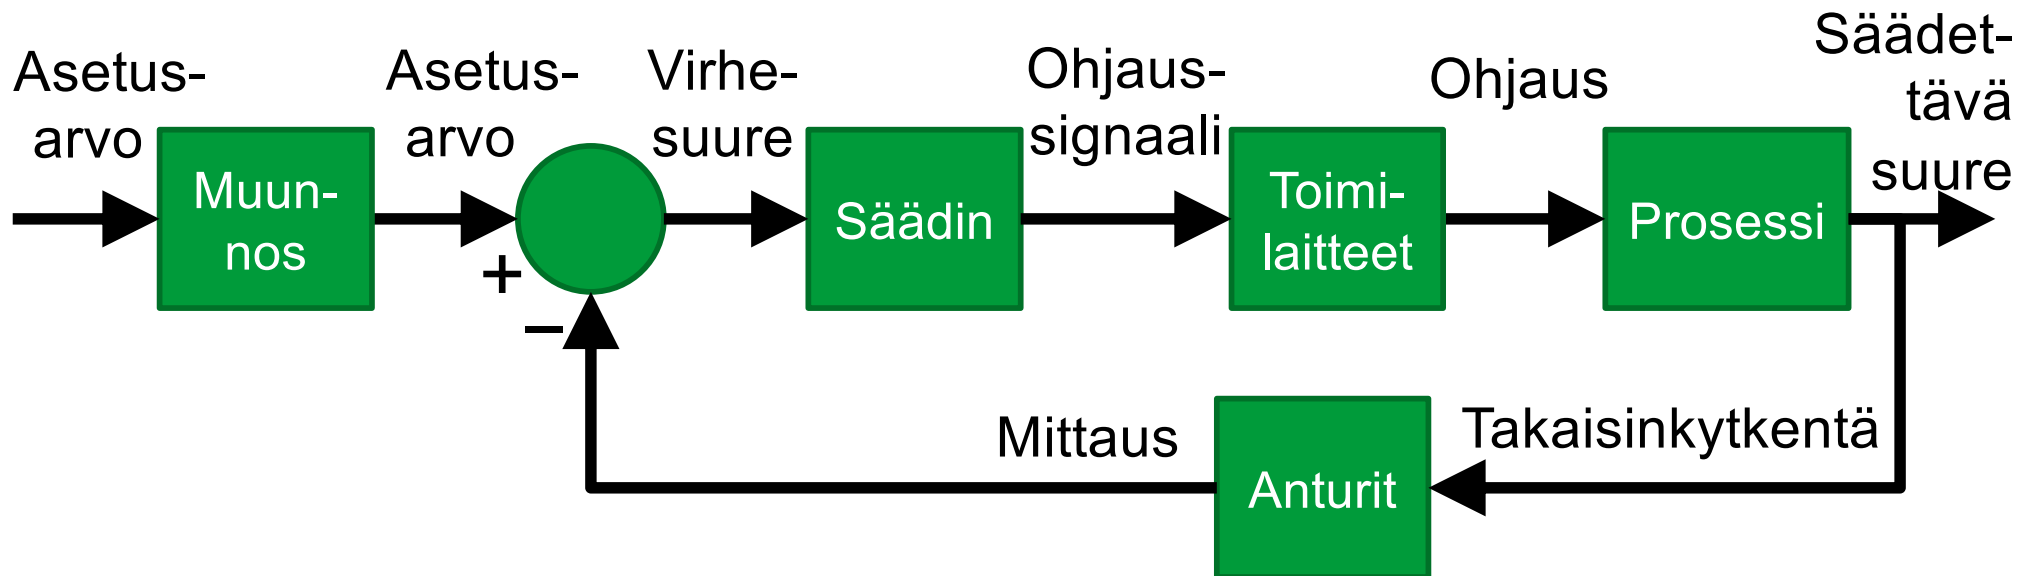 Asetus-
arvo
Muun-
nos
Asetus-
arvo
+
–
Virhe-
suure
Säädin
Ohjaus-
signaali
Toimi-
laitteet
Ohjaus
Prosessi
Säädet-
tävä
suure
Mittaus
Anturit
Takaisinkytkentä